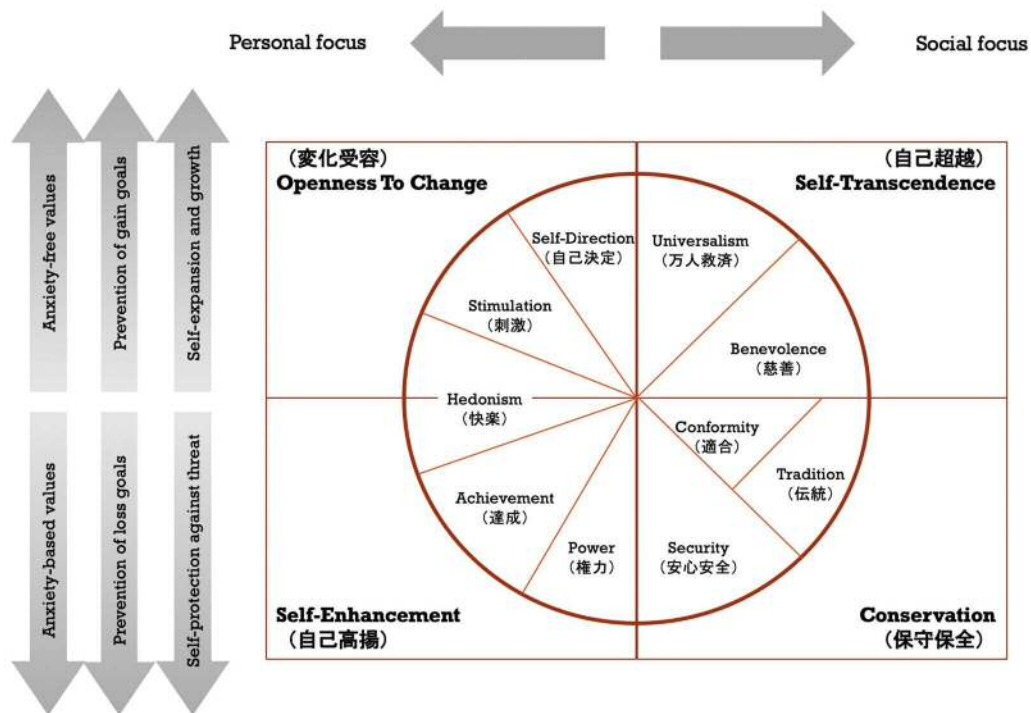 Personal focus
Social focus
Anxiety-free values
Prevention of gain goals
Self-expansion and growth
Anxiety-based values
Prevention of loss goals
Self-protection against threat
（変化受容）
Openness To Change
（自己超越）
Self-Transcendence
Self-Direction
（自己決定）
Universalism
（万人救済）
Stimulation
（刺激）
Benevolence
（慈善）
Hedonism
（快楽）
Conformity
（適合）
Tradition
（伝統）
Achievement
（達成）
Power
（権力）
Security
（安心安全）
Self-Enhancement
（自己高揚）
Conservation
（保守保全）